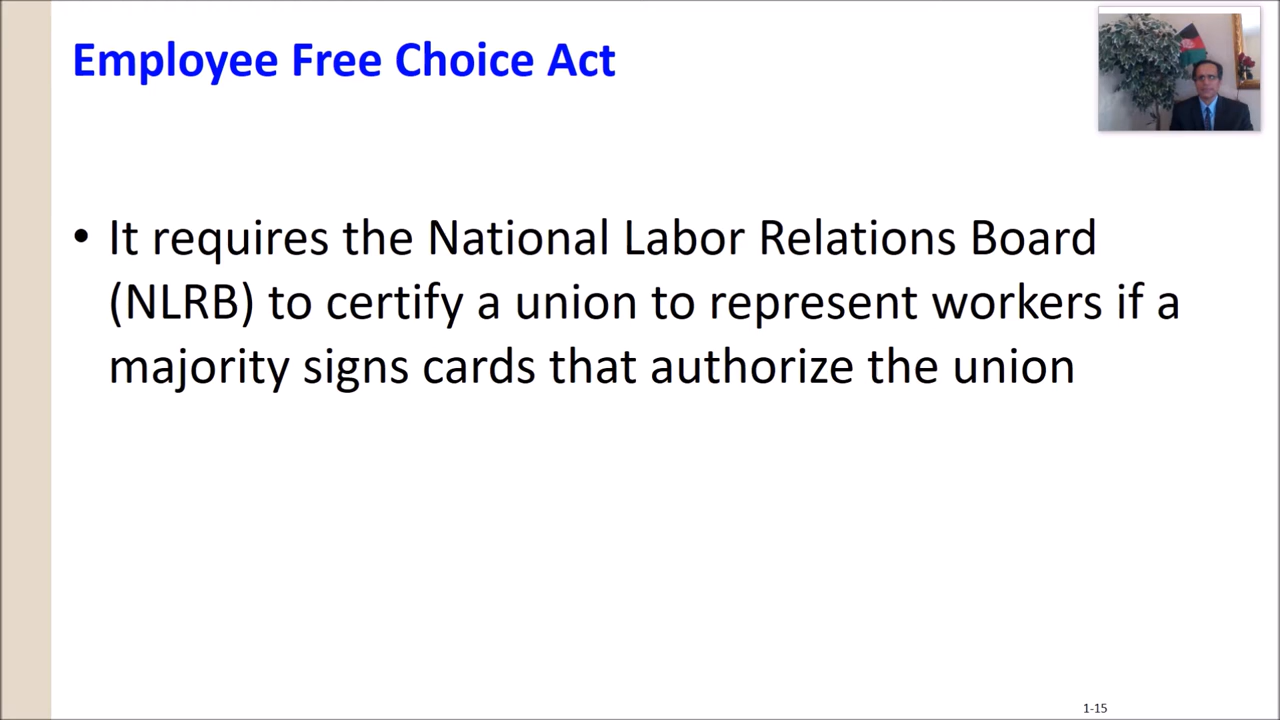 Employee Free Choice Act
• It requires the National Labor Relations Board
(NLRB) to certify a union to represent workers if a
majority signs cards that authorize the union
1-15